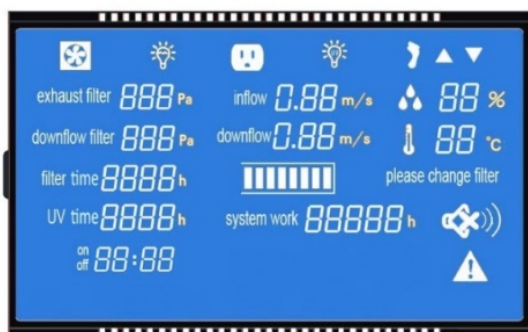 exhaust filter 888 Pa inflow 0.88 m/s 88 %
downflow filter 888 Pa downflow 0.88 m/s 88 °C
filter time 8888 h please change filter
UV time 8888 h system work 88888 h
on
off 88:88